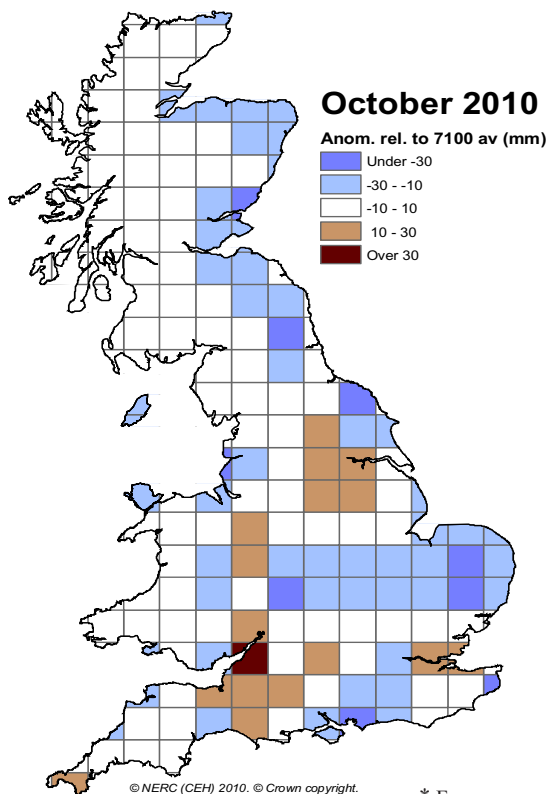 October 2010
Anom. rel. to 7100 av (mm)
Under -30
-30 - -10
-10 - 10
10 - 30
Over 30
© NERC (CEH) 2010. © Crown copyright.